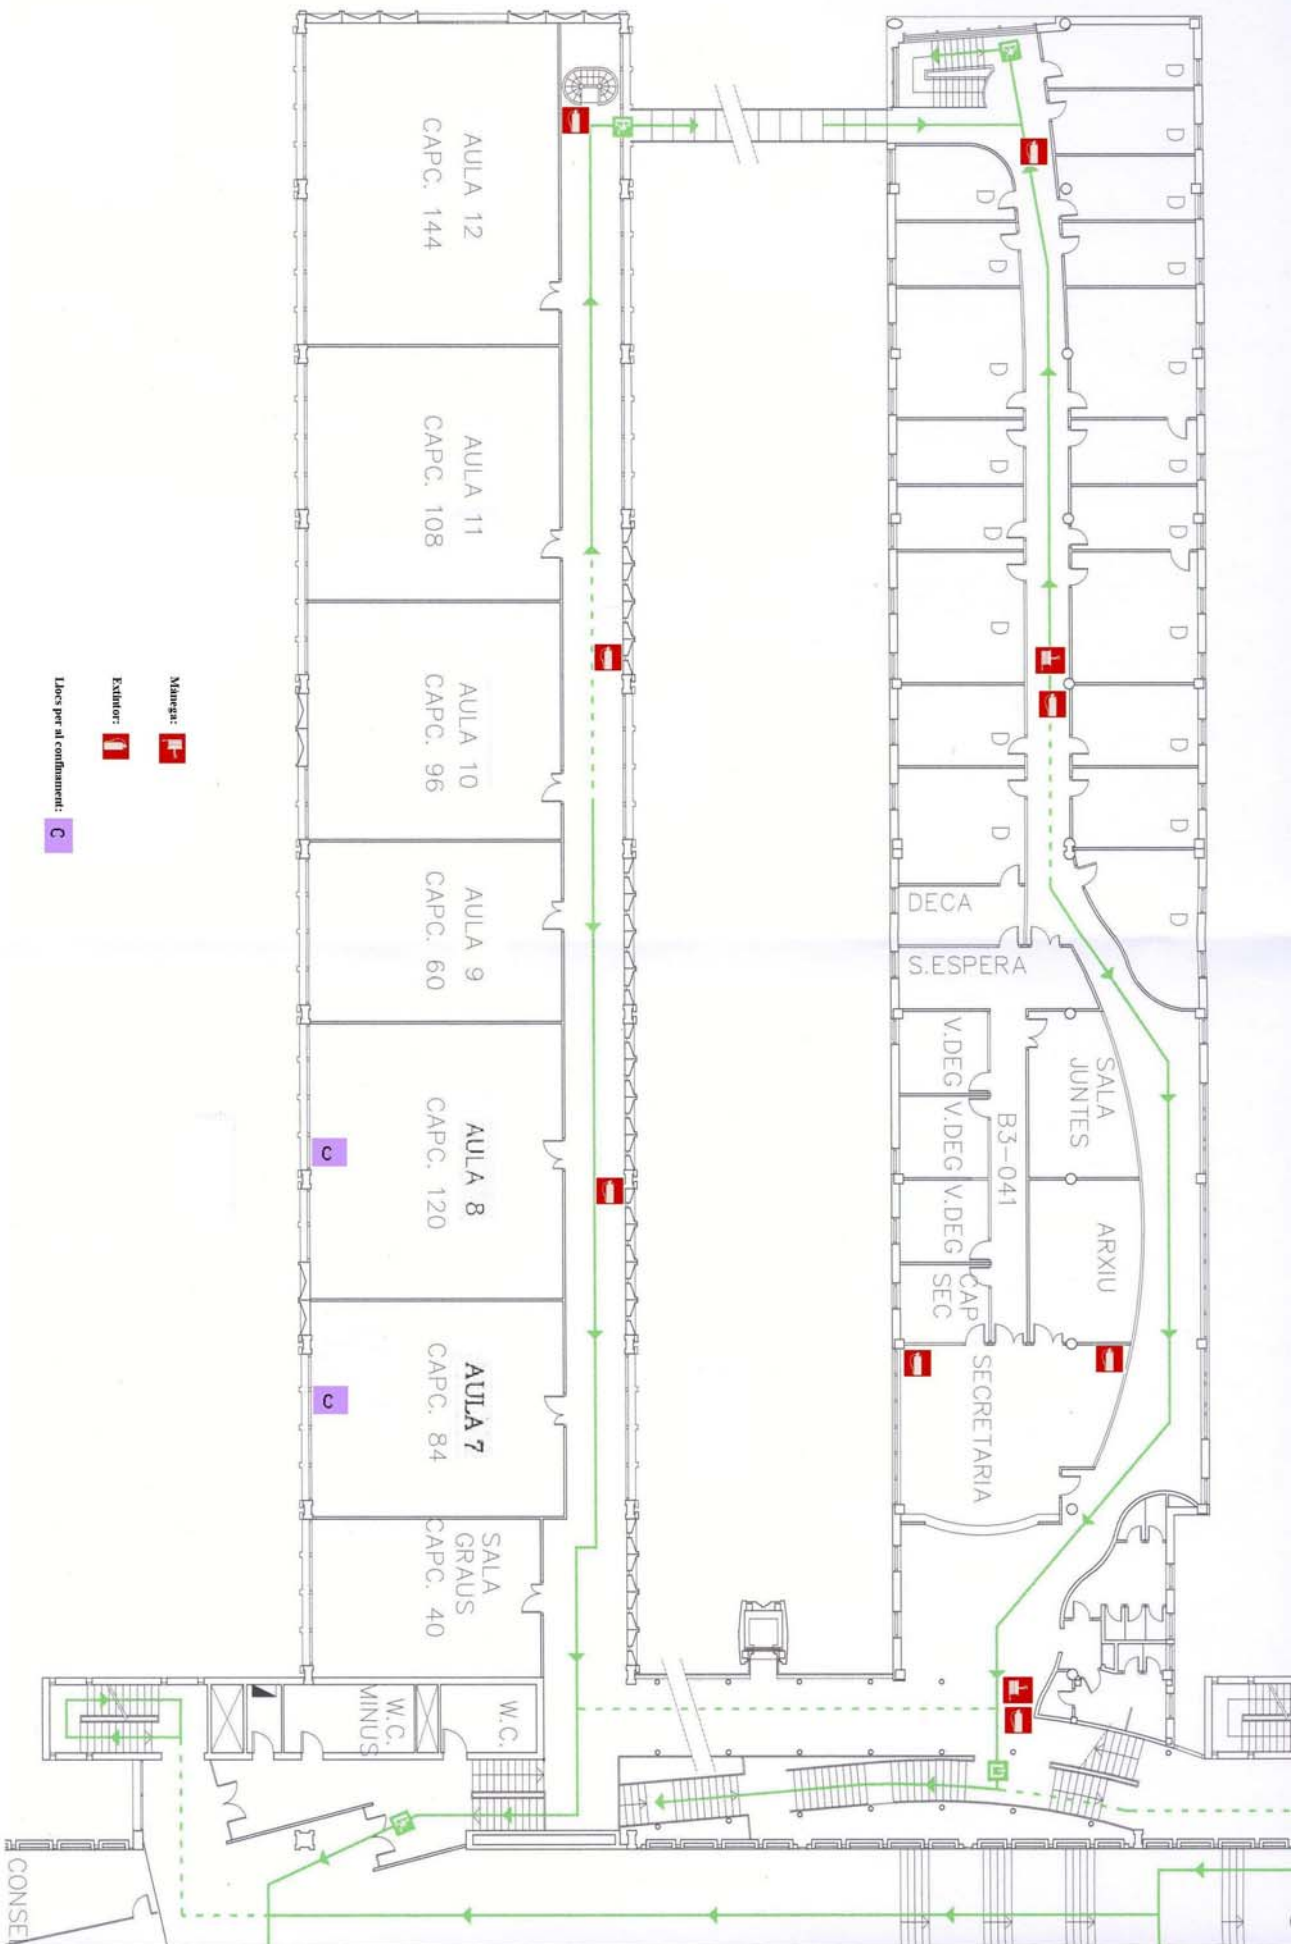 AULA 12
CAPC. 144
AULA 11
CAPC. 108
AULA 10
CAPC. 96
AULA 9
CAPC. 60
AULA 8
CAPC. 120
AULA 7
CAPC. 84
SALA
GRAUS
CAPC. 40
W.C.
W.C.
MINUS
C
C
DECA
S.ESPERA
V.DEG
V.DEG
V.DEG
CAP
SEC
B3-041
SALA
JUNTES
ARXIU
SECRETARIA
CONSE
Mànega:
Extintor:
Llocs per al confinament: C